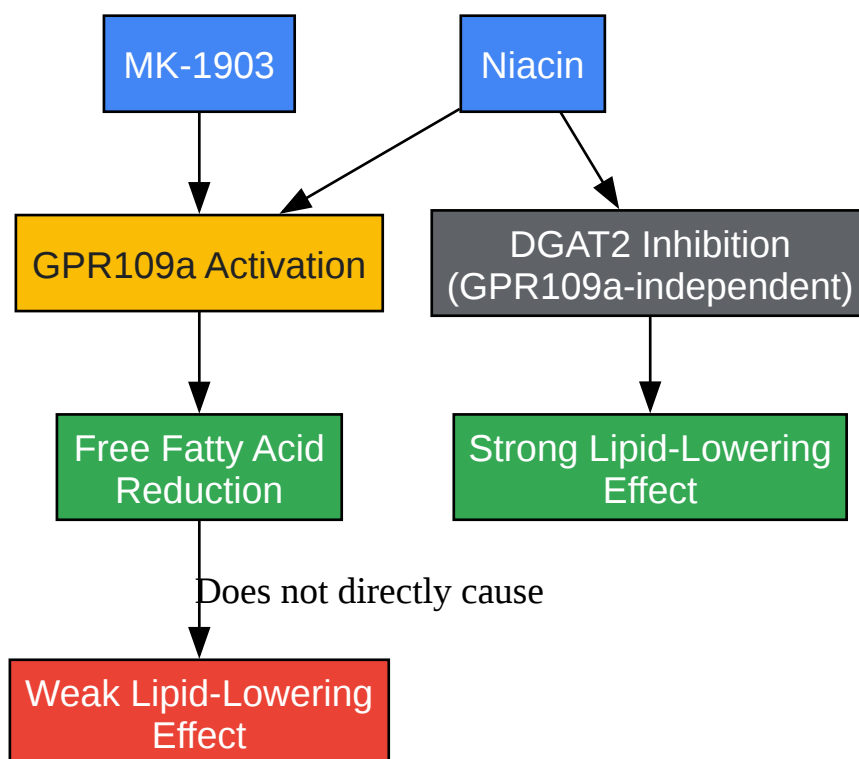 MK-1903
Niacin
GPR109a Activation
DGAT2 Inhibition
(GPR109a-independent)
Free Fatty Acid
Reduction
Strong Lipid-Lowering
Effect
Does not directly cause
Weak Lipid-Lowering
Effect